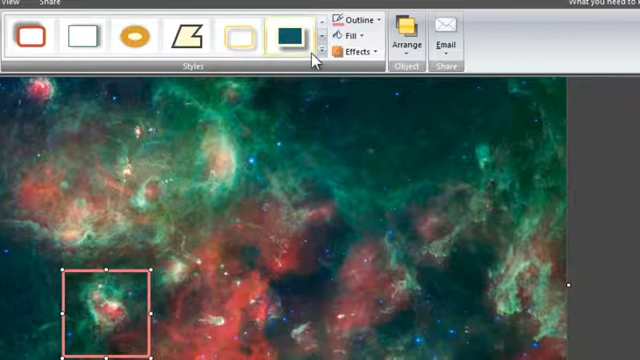 View Share What you need to k
Outline
Fill
Effects
Arrange Email
Styles Object Share